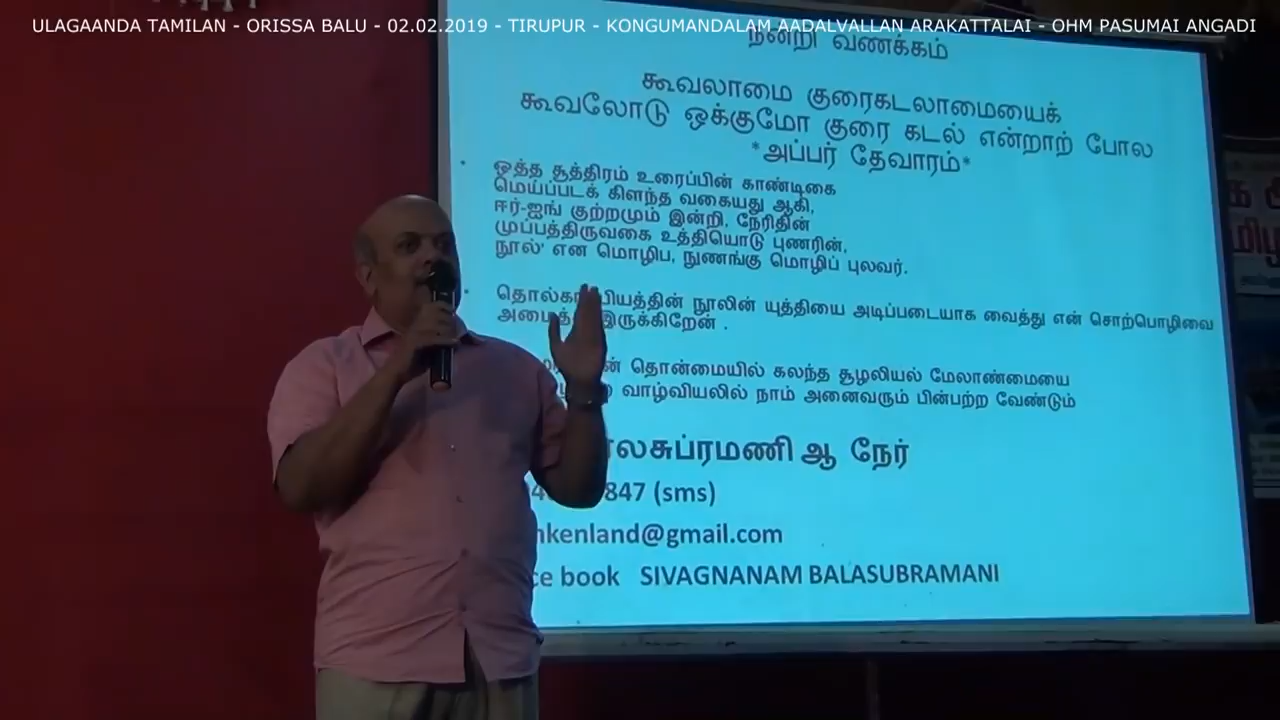 ULAGAANDA TAMILAN - ORISSA BALU - 02.02.2019 - TIRUPUR - KONGUMANDALAM AADALVALLAN ARAKATTALAI - OHM PASUMAI ANGADI
நன்றி வணக்கம்
கூவலாமை குரைகடலாமையைக்
கூவலோடு ஒக்குமோ குரை கடல் என்றாற் போல
*அப்பர் தேவாரம்*
• ஒத்த சூத்திரம் உரைப்பின் காண்டிகை
மெய்ப்படக் கிளந்த வகையது ஆகி,
ஈர்-ஐங் குற்றமும் இன்றி, நேரிதின்
முப்பத்திருவகை உத்தியொடு புணரின்,
நூல்' என மொழிப, நுணங்கு மொழிப் புலவர்.
• நூலின் யுத்தியை அடிப்படையாக வைத்து என் சொற்பொழிவை
இருக்கிறேன் .
தொன்மையில் கலந்த சூழலியல் மேலாண்மையை
வாழ்வியலில் நாம் அனைவரும் பின்பற்ற வேண்டும்
லசுப்ரமணி ஆ நேர்
847 (sms)
nkenland@gmail.com
ce book SIVAGNANAM BALASUBRAMANI